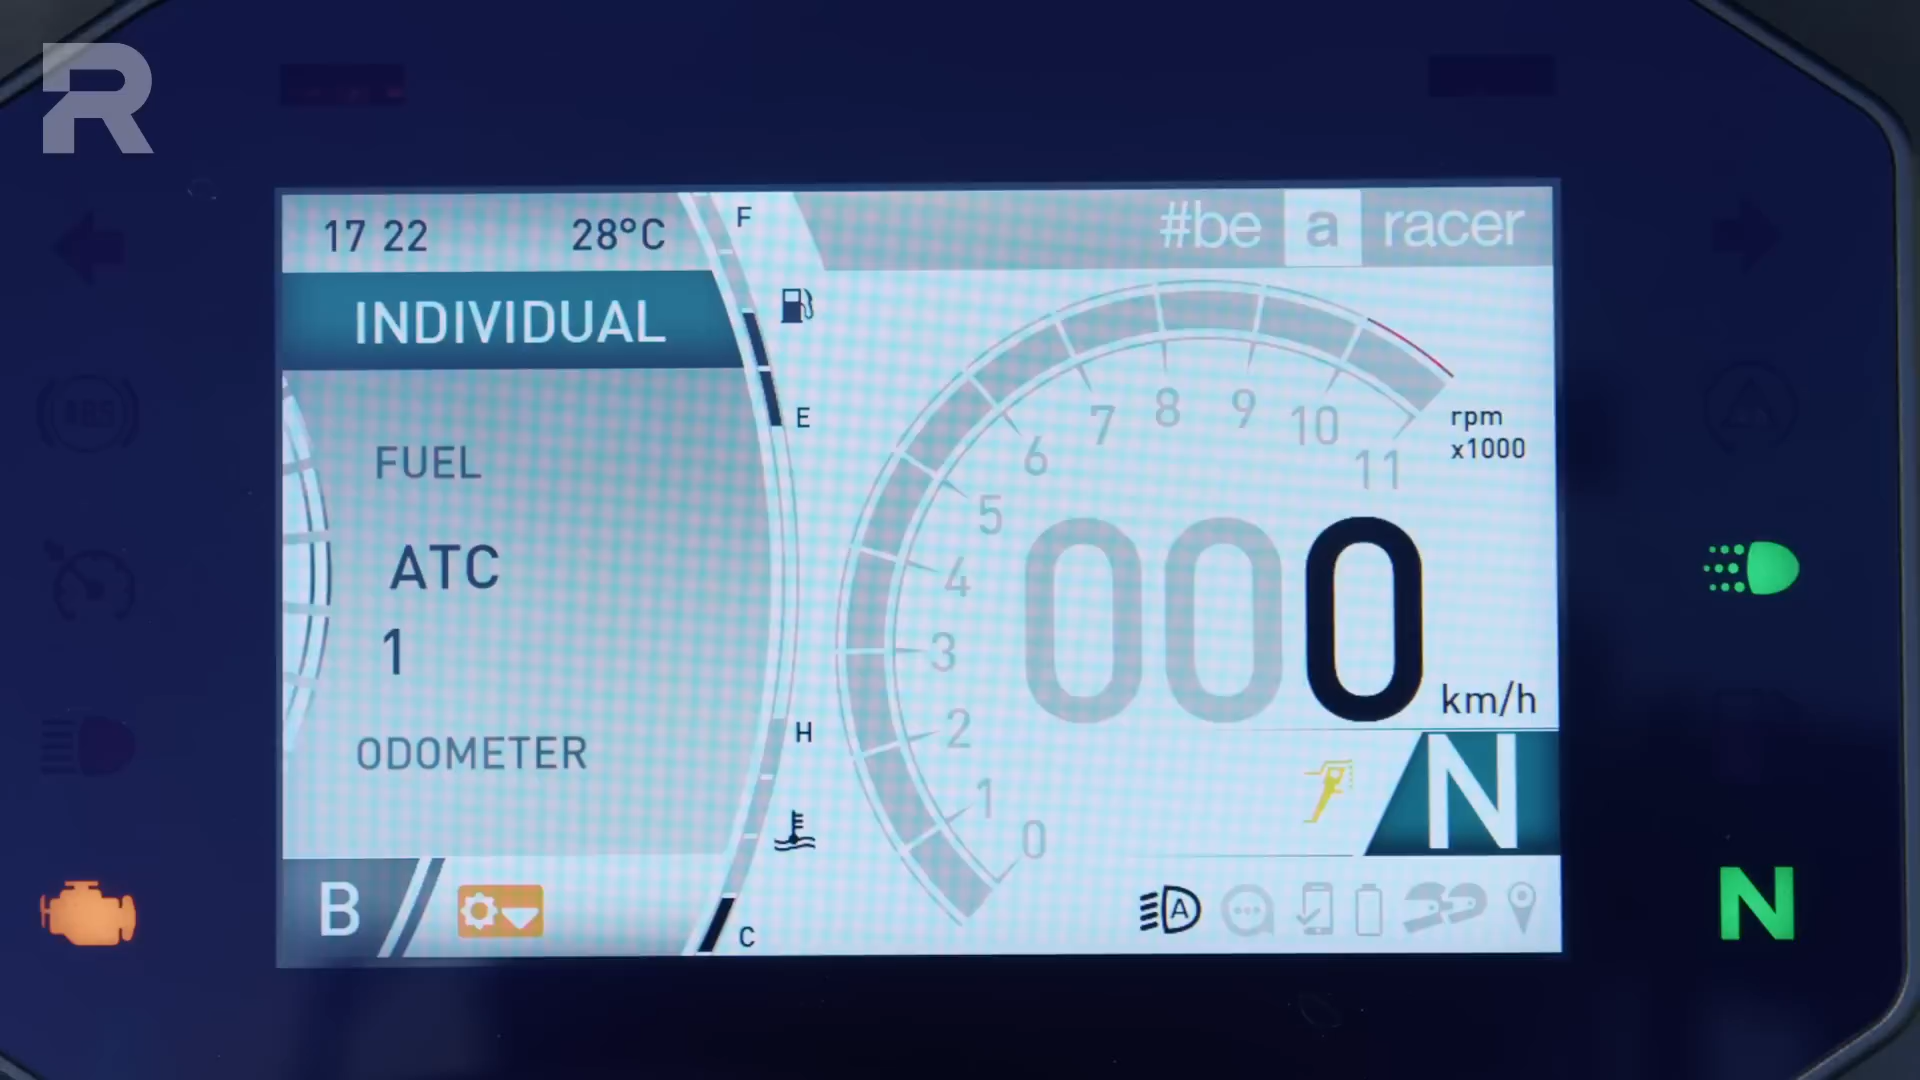 R
17 22
28°C
F
#be a racer
INDIVIDUAL
E
FUEL
ATC
1
ODOMETER
H
C
B
rpm
x1000
0
1
2
3
4
5
6
7
8
9
10
11
000
km/h
N
A
ABS
N